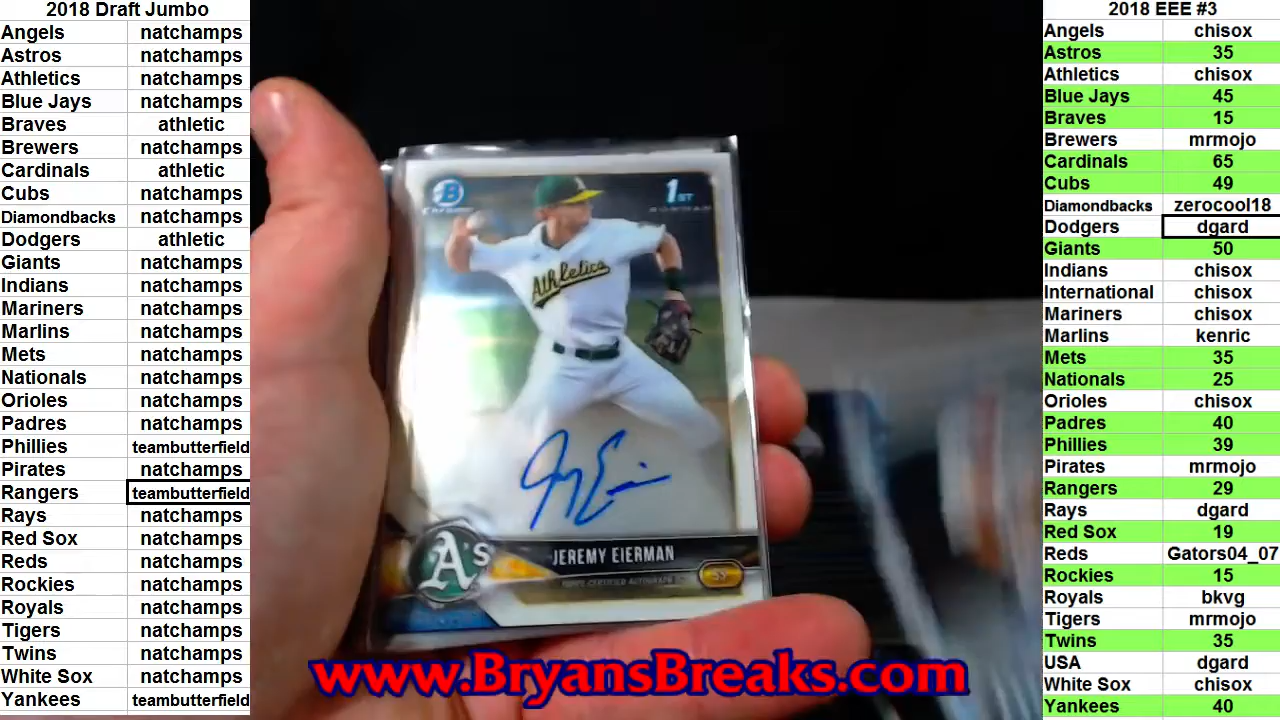 2018 Draft Jumbo
Angels natchamps
Astros natchamps
Athletics natchamps
Blue Jays natchamps
Braves athletic
Brewers natchamps
Cardinals athletic
Cubs natchamps
Diamondbacks natchamps
Dodgers athletic
Giants natchamps
Indians natchamps
Mariners natchamps
Marlins natchamps
Mets natchamps
Nationals natchamps
Orioles natchamps
Padres natchamps
Phillies teambutterfield
Pirates natchamps
Rangers teambutterfield
Rays natchamps
Red Sox natchamps
Reds natchamps
Rockies natchamps
Royals natchamps
Tigers natchamps
Twins natchamps
White Sox natchamps
Yankees teambutterfield
B
CHROME
1ST
BOWMAN
Athletics
A's
JEREMY EIERMAN
TOPPS CERTIFIED AUTOGRAPH
SS
www.BryansBreaks.com
2018 EEE #3
Angels chisox
Astros 35
Athletics chisox
Blue Jays 45
Braves 15
Brewers mrmojo
Cardinals 65
Cubs 49
Diamondbacks zerocool18
Dodgers dgard
Giants 50
Indians chisox
International chisox
Mariners chisox
Marlins kenric
Mets 35
Nationals 25
Orioles chisox
Padres 40
Phillies 39
Pirates mrmojo
Rangers 29
Rays dgard
Red Sox 19
Reds Gators04_07
Rockies 15
Royals bkvg
Tigers mrmojo
Twins 35
USA dgard
White Sox chisox
Yankees 40